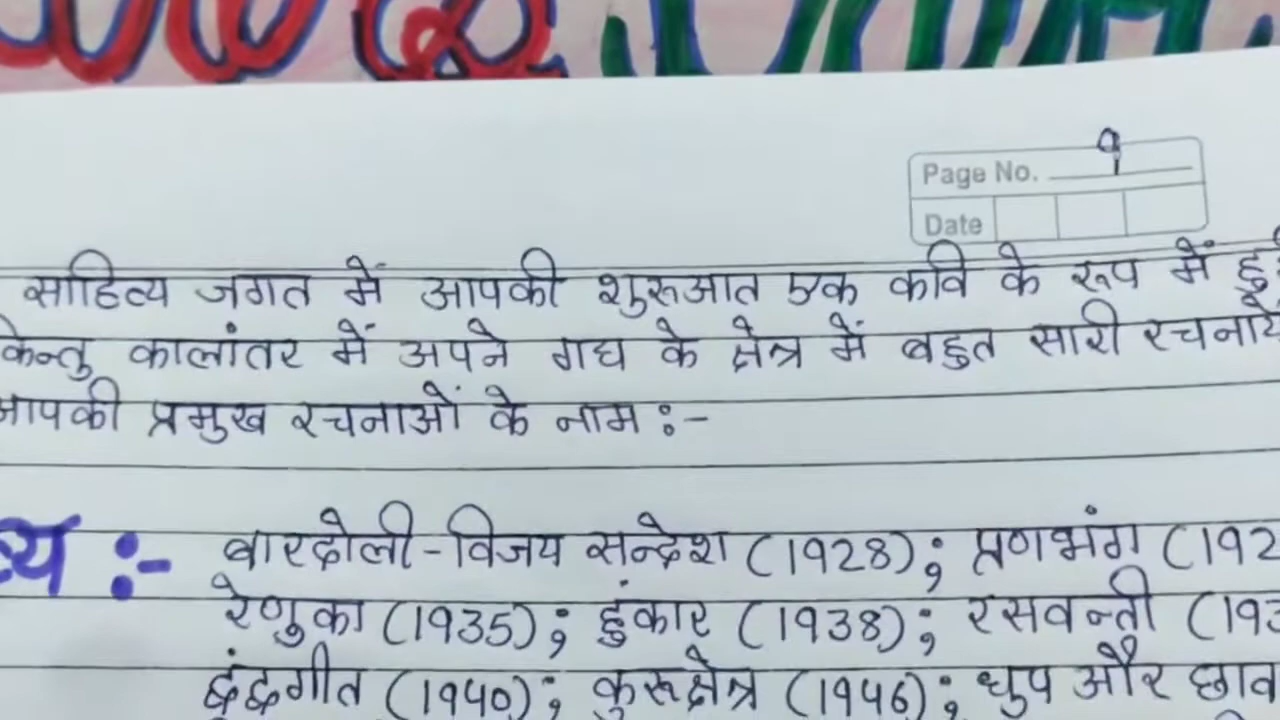 Page No. 9
Date
साहित्य जगत में आपकी शुरूआत एक कवि के रूप में
केन्तु कालांतर में अपने गद्य के क्षेत्र में बहुत सारी रचनाये
आपकी प्रमुख रचनाओं के नाम :-
व्य :- बारदोली-विजय सन्देश (1928); प्रणभंग (192
रेणुका (1935); हुंकार (1938); रसवन्ती (193
द्वंद्वगीत (1940); कुरूक्षेत्र (1946); धुप और छाव